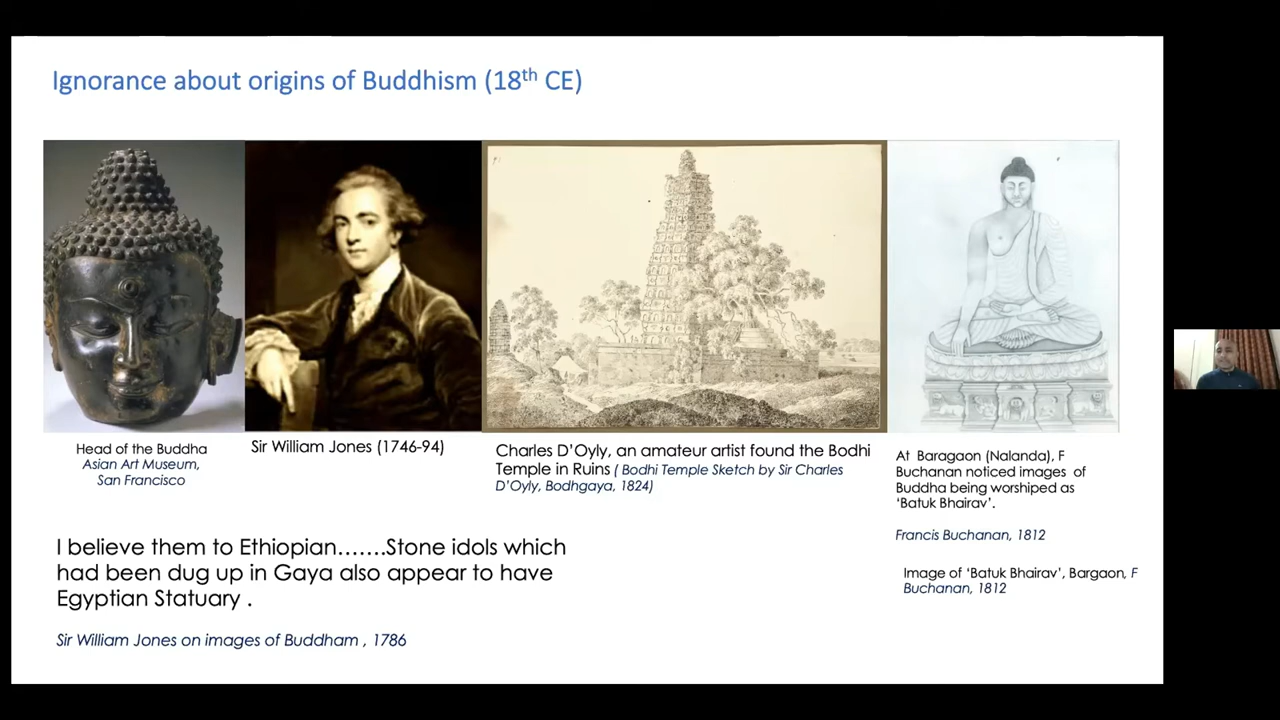 Ignorance about origins of Buddhism (18th CE)
Head of the Buddha
Asian Art Museum,
San Francisco
Sir William Jones (1746-94)
Charles D'Oyly, an amateur artist found the Bodhi
Temple in Ruins ( Bodhi Temple Sketch by Sir Charles
D'Oyly, Bodhgaya, 1824)
At Baragaon (Nalanda), F
Buchanan noticed images of
Buddha being worshiped as
'Batuk Bhairav'.
Francis Buchanan, 1812
Image of 'Batuk Bhairav', Bargaon, F
Buchanan, 1812
I believe them to Ethiopian.......Stone idols which
had been dug up in Gaya also appear to have
Egyptian Statuary .
Sir William Jones on images of Buddham , 1786